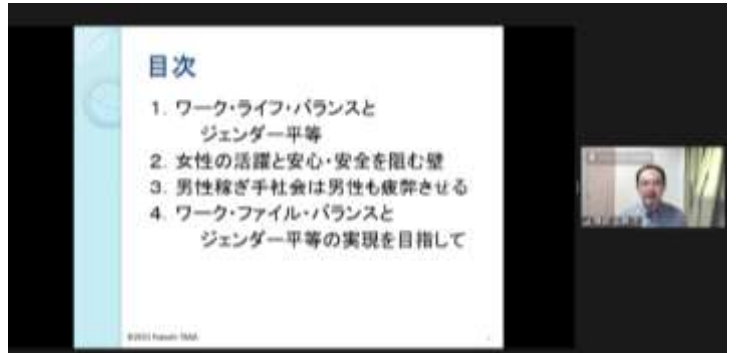 目次
1. ワーク・ライフ・バランスと
ジェンダー平等
2. 女性の活躍と安心・安全を阻む壁
3. 男性稼ぎ手社会は男性も疲弊させる
4. ワーク・ファイル・バランスと
ジェンダー平等の実現を目指して